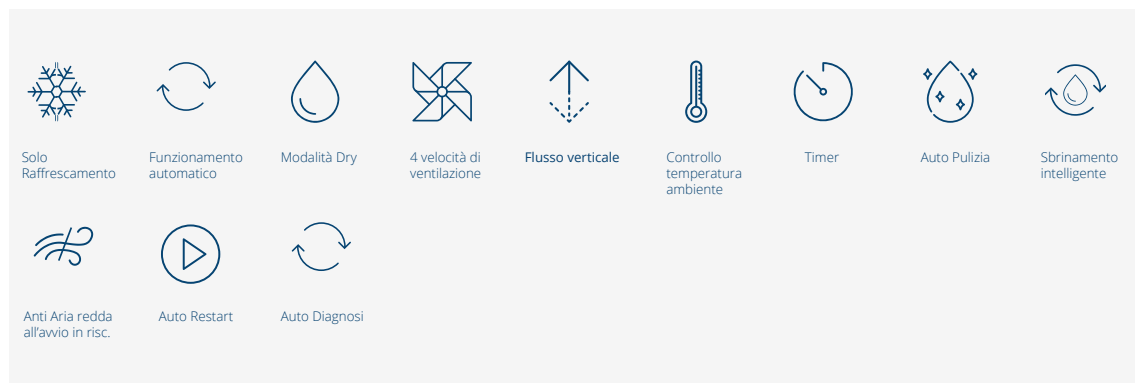 Solo
Raffrescamento
Funzionamento
automatico
Modalità Dry
4 velocità di
ventilazione
Flusso verticale
Controllo
temperatura
ambiente
Timer
Auto Pulizia
Sbrinamento
intelligente
Anti Aria redda
all'avvio in risc.
Auto Restart
Auto Diagnosi